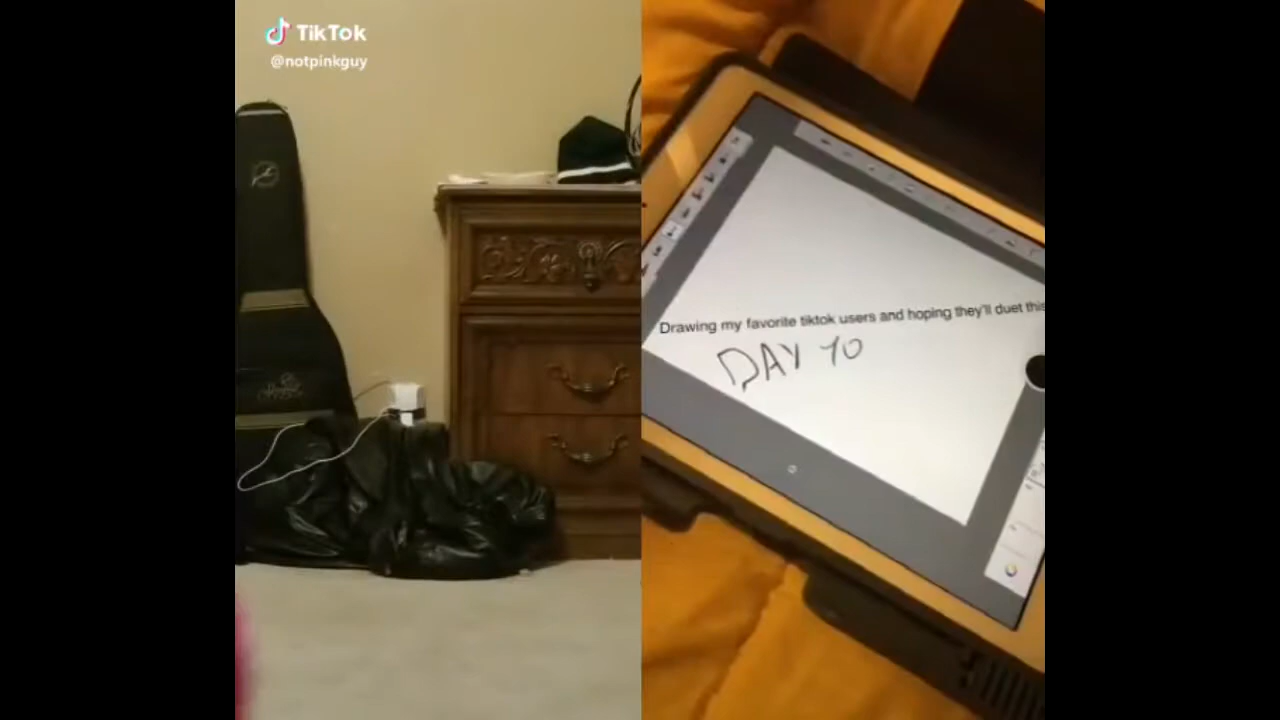 TikTok
@notpinkguy
Drawing my favorite tiktok users and hoping they'll duet this
DAY 10